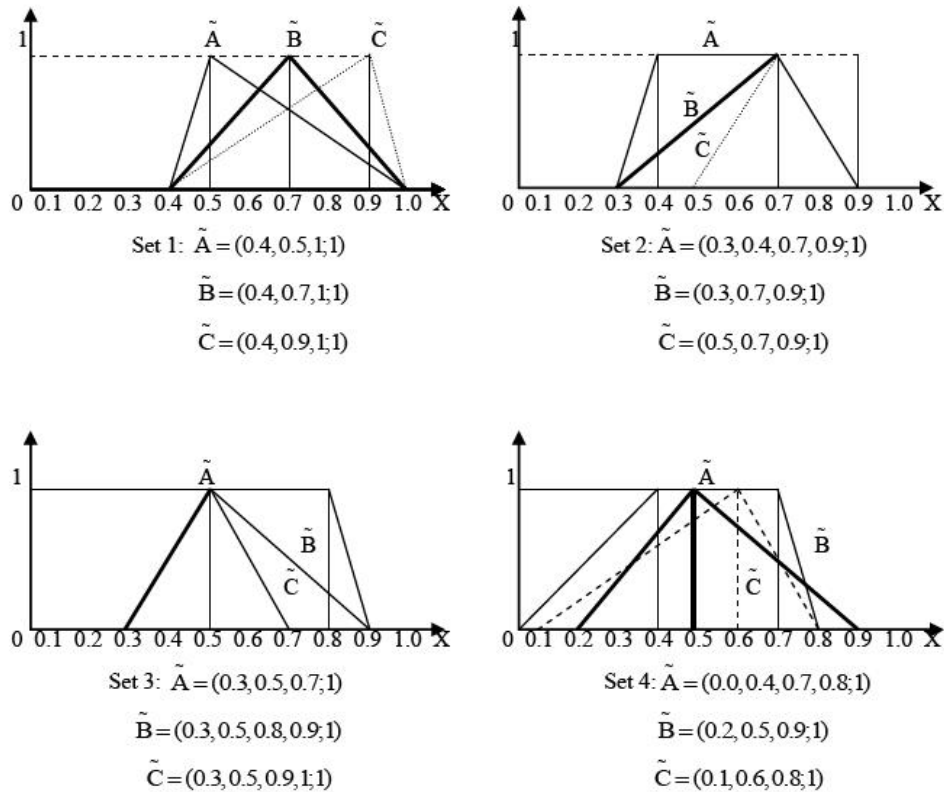 1
Ã B̃ C̃
0 0.1 0.2 0.3 0.4 0.5 0.6 0.7 0.8 0.9 1.0 X
Set 1: Ã = (0.4, 0.5, 1; 1)
B̃ = (0.4, 0.7, 1; 1)
C̃ = (0.4, 0.9, 1; 1)
1
Ã
B̃
C̃
0 0.1 0.2 0.3 0.4 0.5 0.6 0.7 0.8 0.9 1.0 X
Set 2: Ã = (0.3, 0.4, 0.7, 0.9; 1)
B̃ = (0.3, 0.7, 0.9; 1)
C̃ = (0.5, 0.7, 0.9; 1)
1
Ã
B̃
C̃
0 0.1 0.2 0.3 0.4 0.5 0.6 0.7 0.8 0.9 1.0 X
Set 3: Ã = (0.3, 0.5, 0.7; 1)
B̃ = (0.3, 0.5, 0.8, 0.9; 1)
C̃ = (0.3, 0.5, 0.9, 1; 1)
1
Ã
B̃
C̃
0 0.1 0.2 0.3 0.4 0.5 0.6 0.7 0.8 0.9 1.0 X
Set 4: Ã = (0.0, 0.4, 0.7, 0.8; 1)
B̃ = (0.2, 0.5, 0.9; 1)
C̃ = (0.1, 0.6, 0.8; 1)